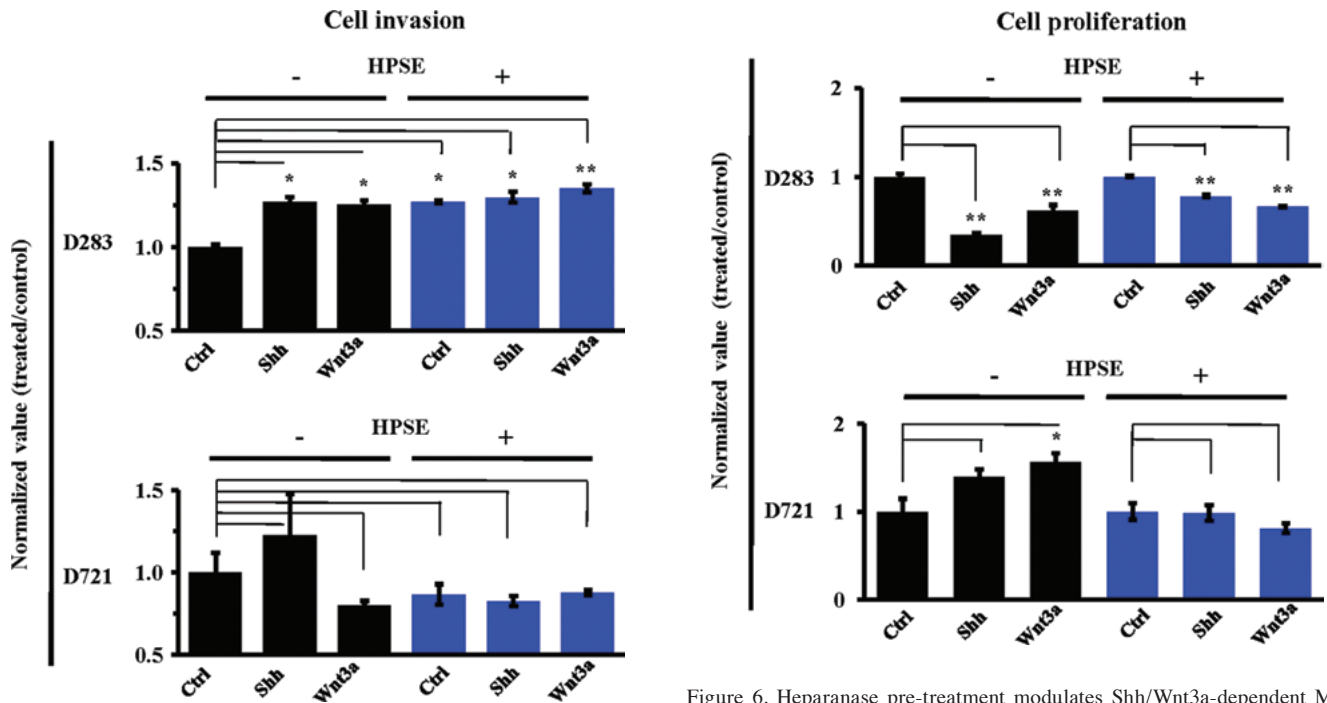 Cell invasion
HPSE
- +
1.5
* * * * **
D283
1.0
0.5
Ctrl Shh Wnt3a Ctrl Shh Wnt3a
HPSE
- +
1.5
D721
1.0
0.5
Ctrl Shh Wnt3a Ctrl Shh Wnt3a
Normalized value (treated/control)
Cell proliferation
HPSE
- +
2
D283
1
** ** ** **
0
Ctrl Shh Wnt3a Ctrl Shh Wnt3a
HPSE
- +
2
*
D721
1
0
Ctrl Shh Wnt3a Ctrl Shh Wnt3a
Normalized value (treated/control)
Figure 6. Heparanase pre-treatment modulates Shh/Wnt3a-dependent M